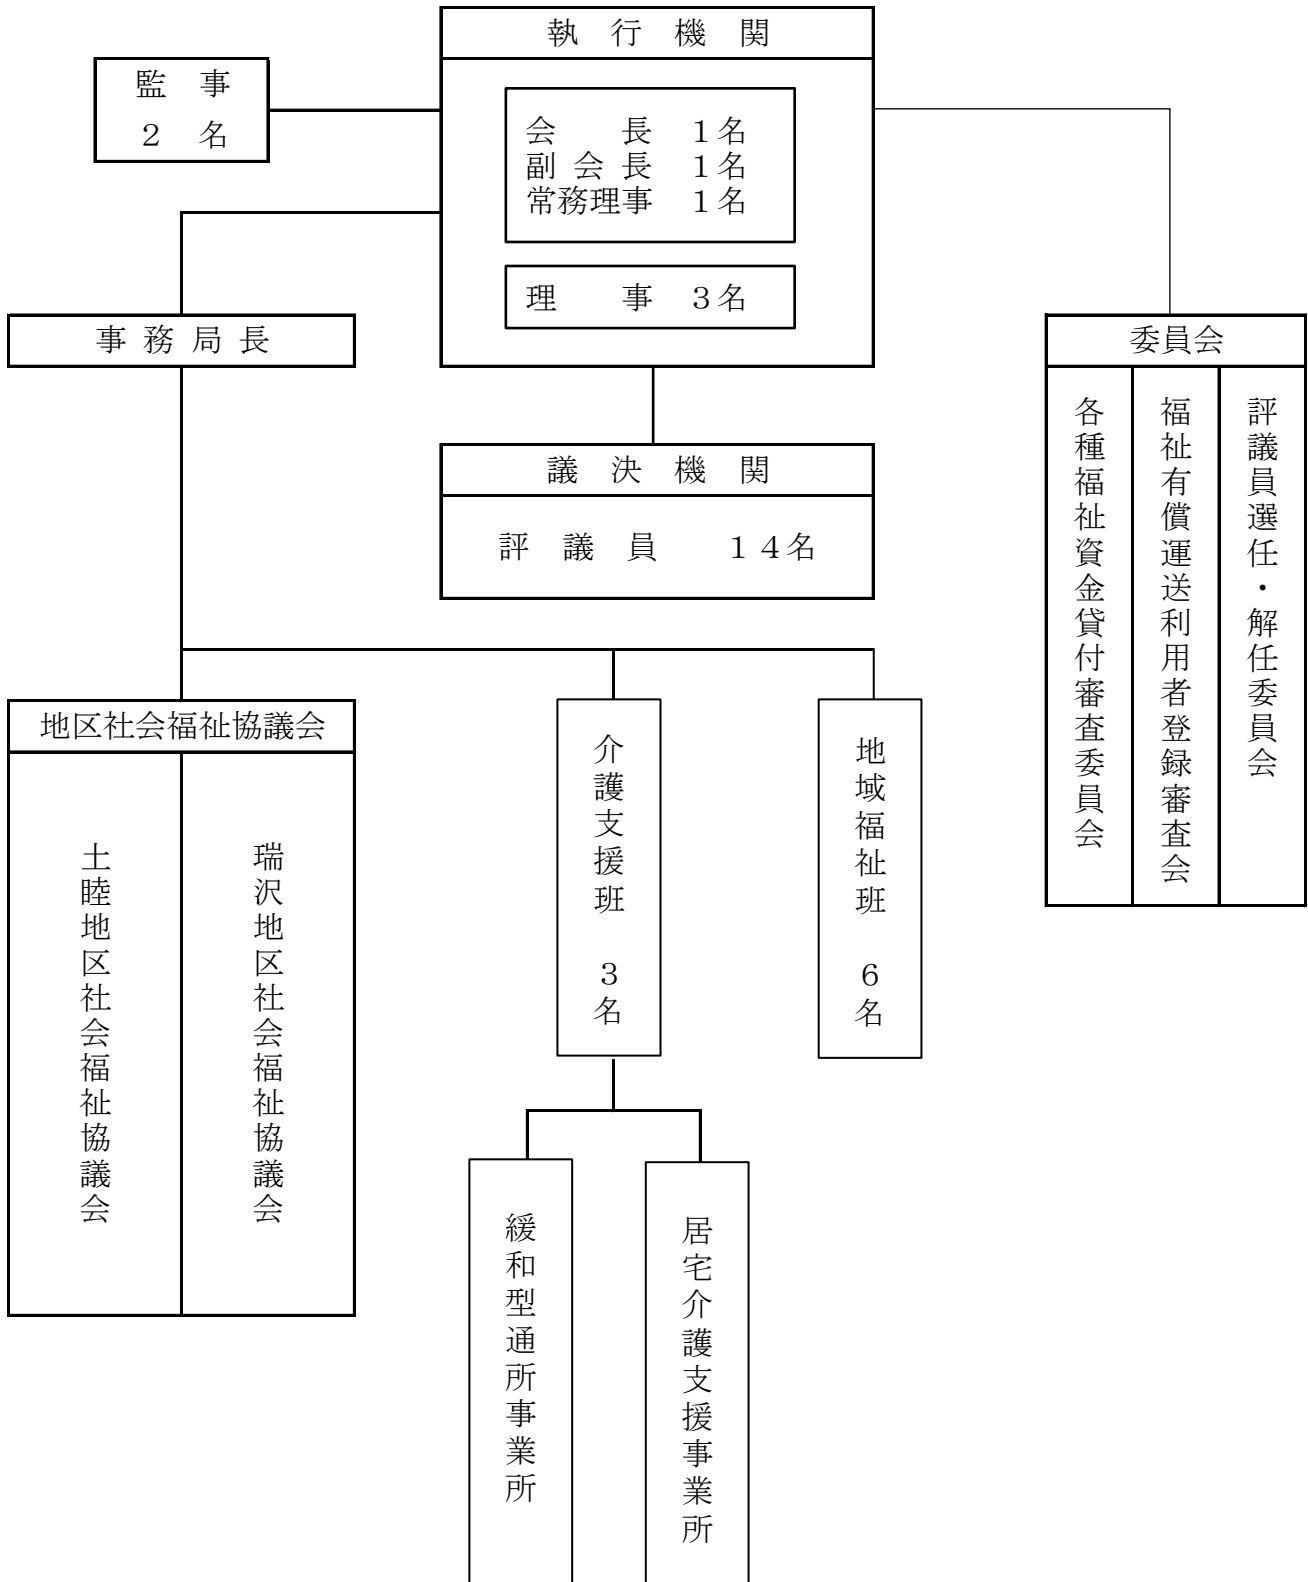 執行機関
監事
２名
会長　１名
副会長　１名
常務理事　１名
理事　３名
事務局長
委員会
各種福祉資金貸付審査委員会
福祉有償運送利用者登録審査会
評議員選任・解任委員会
議決機関
評議員　１４名
地区社会福祉協議会
土睦地区社会福祉協議会
瑞沢地区社会福祉協議会
介護支援班　３名
地域福祉班　６名
緩和型通所事業所
居宅介護支援事業所